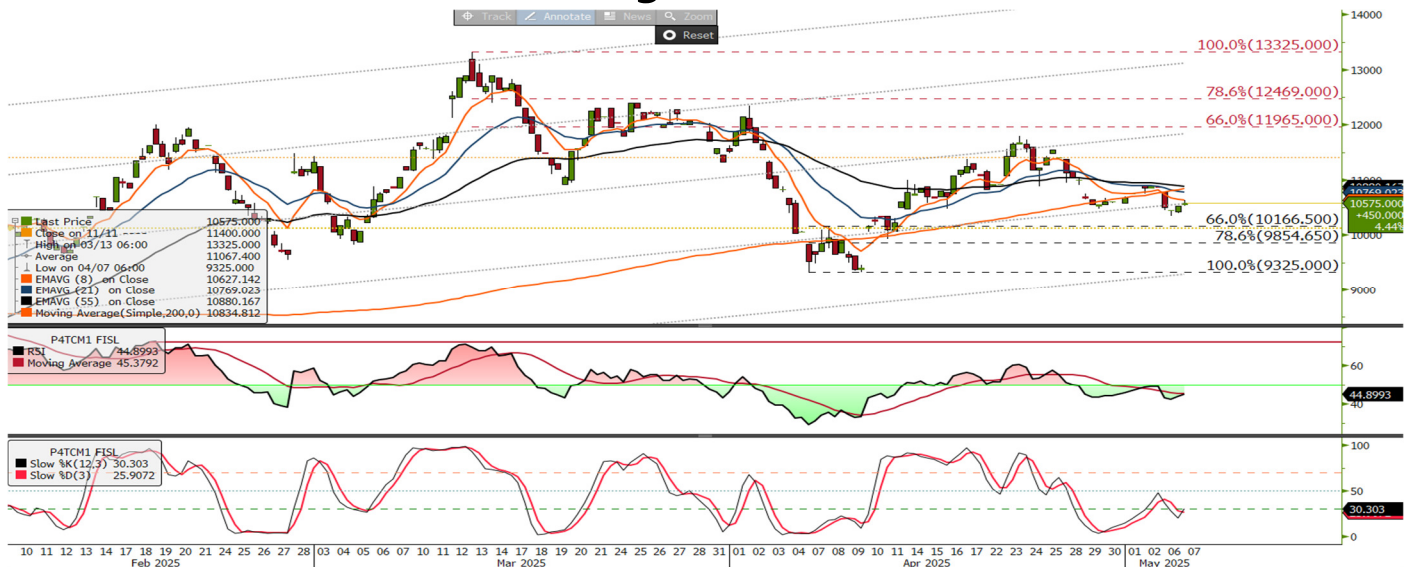 Track Annotate News Zoom
Reset
14000
100.0%(13325.000)
13000
78.6%(12469.000)
66.0%(11965.000)
12000
11000
10769.023
10575.000
+450.000
4.44%
66.0%(10166.500)
10000
78.6%(9854.650)
100.0%(9325.000)
9000
Last Price 10575.000
Close on 11/11 ---- 11400.000
High on 03/13 06:00 13325.000
Average 11067.400
Low on 04/07 06:00 9325.000
EMAVG (8) on Close 10627.142
EMAVG (21) on Close 10769.023
EMAVG (55) on Close 10880.167
Moving Average(Simple,200,0) 10834.812
P4TCM1 FISL
RSI 44.8993
Moving Average 45.3792
60
44.8993
40
P4TCM1 FISL
Slow %K(12,3) 30.303
Slow %D(3) 25.9072
100
50
30.303
0
10 11 12 13 14 17 18 19 20 21 24 25 26 27 28 03 04 05 06 07 10 11 12 13 14 17 18 19 20 21 24 25 26 27 28 31 01 02 03 04 07 08 09 10 11 14 15 16 17 22 23 24 25 28 29 30 01 02 06 07
Feb 2025 Mar 2025 Apr 2025 May 2025